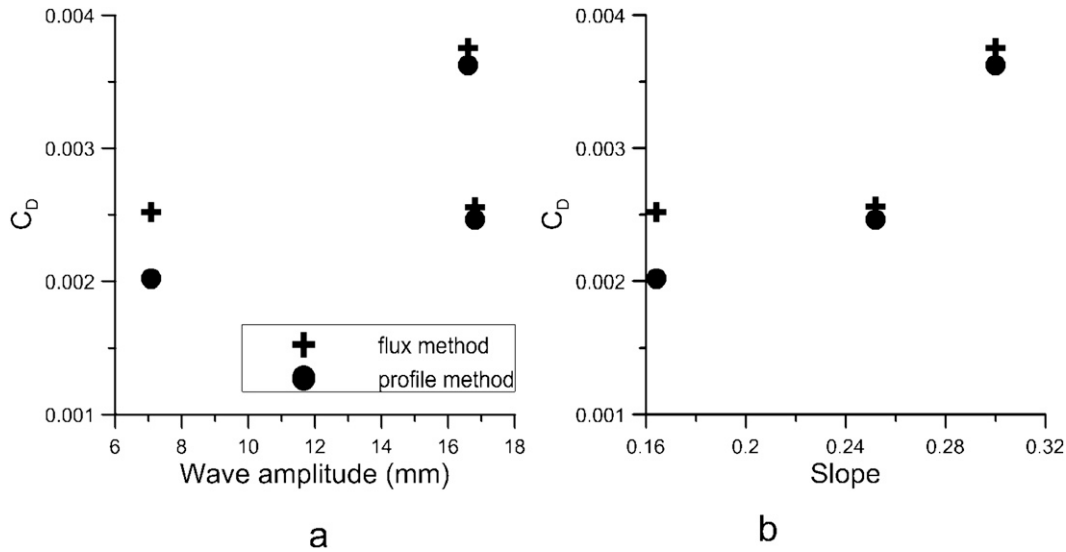 0.004
0.003
0.002
0.001
C_D
6 8 10 12 14 16 18
Wave amplitude (mm)
flux method
profile method
a
0.004
0.003
0.002
0.001
C_D
0.16 0.2 0.24 0.28 0.32
Slope
b